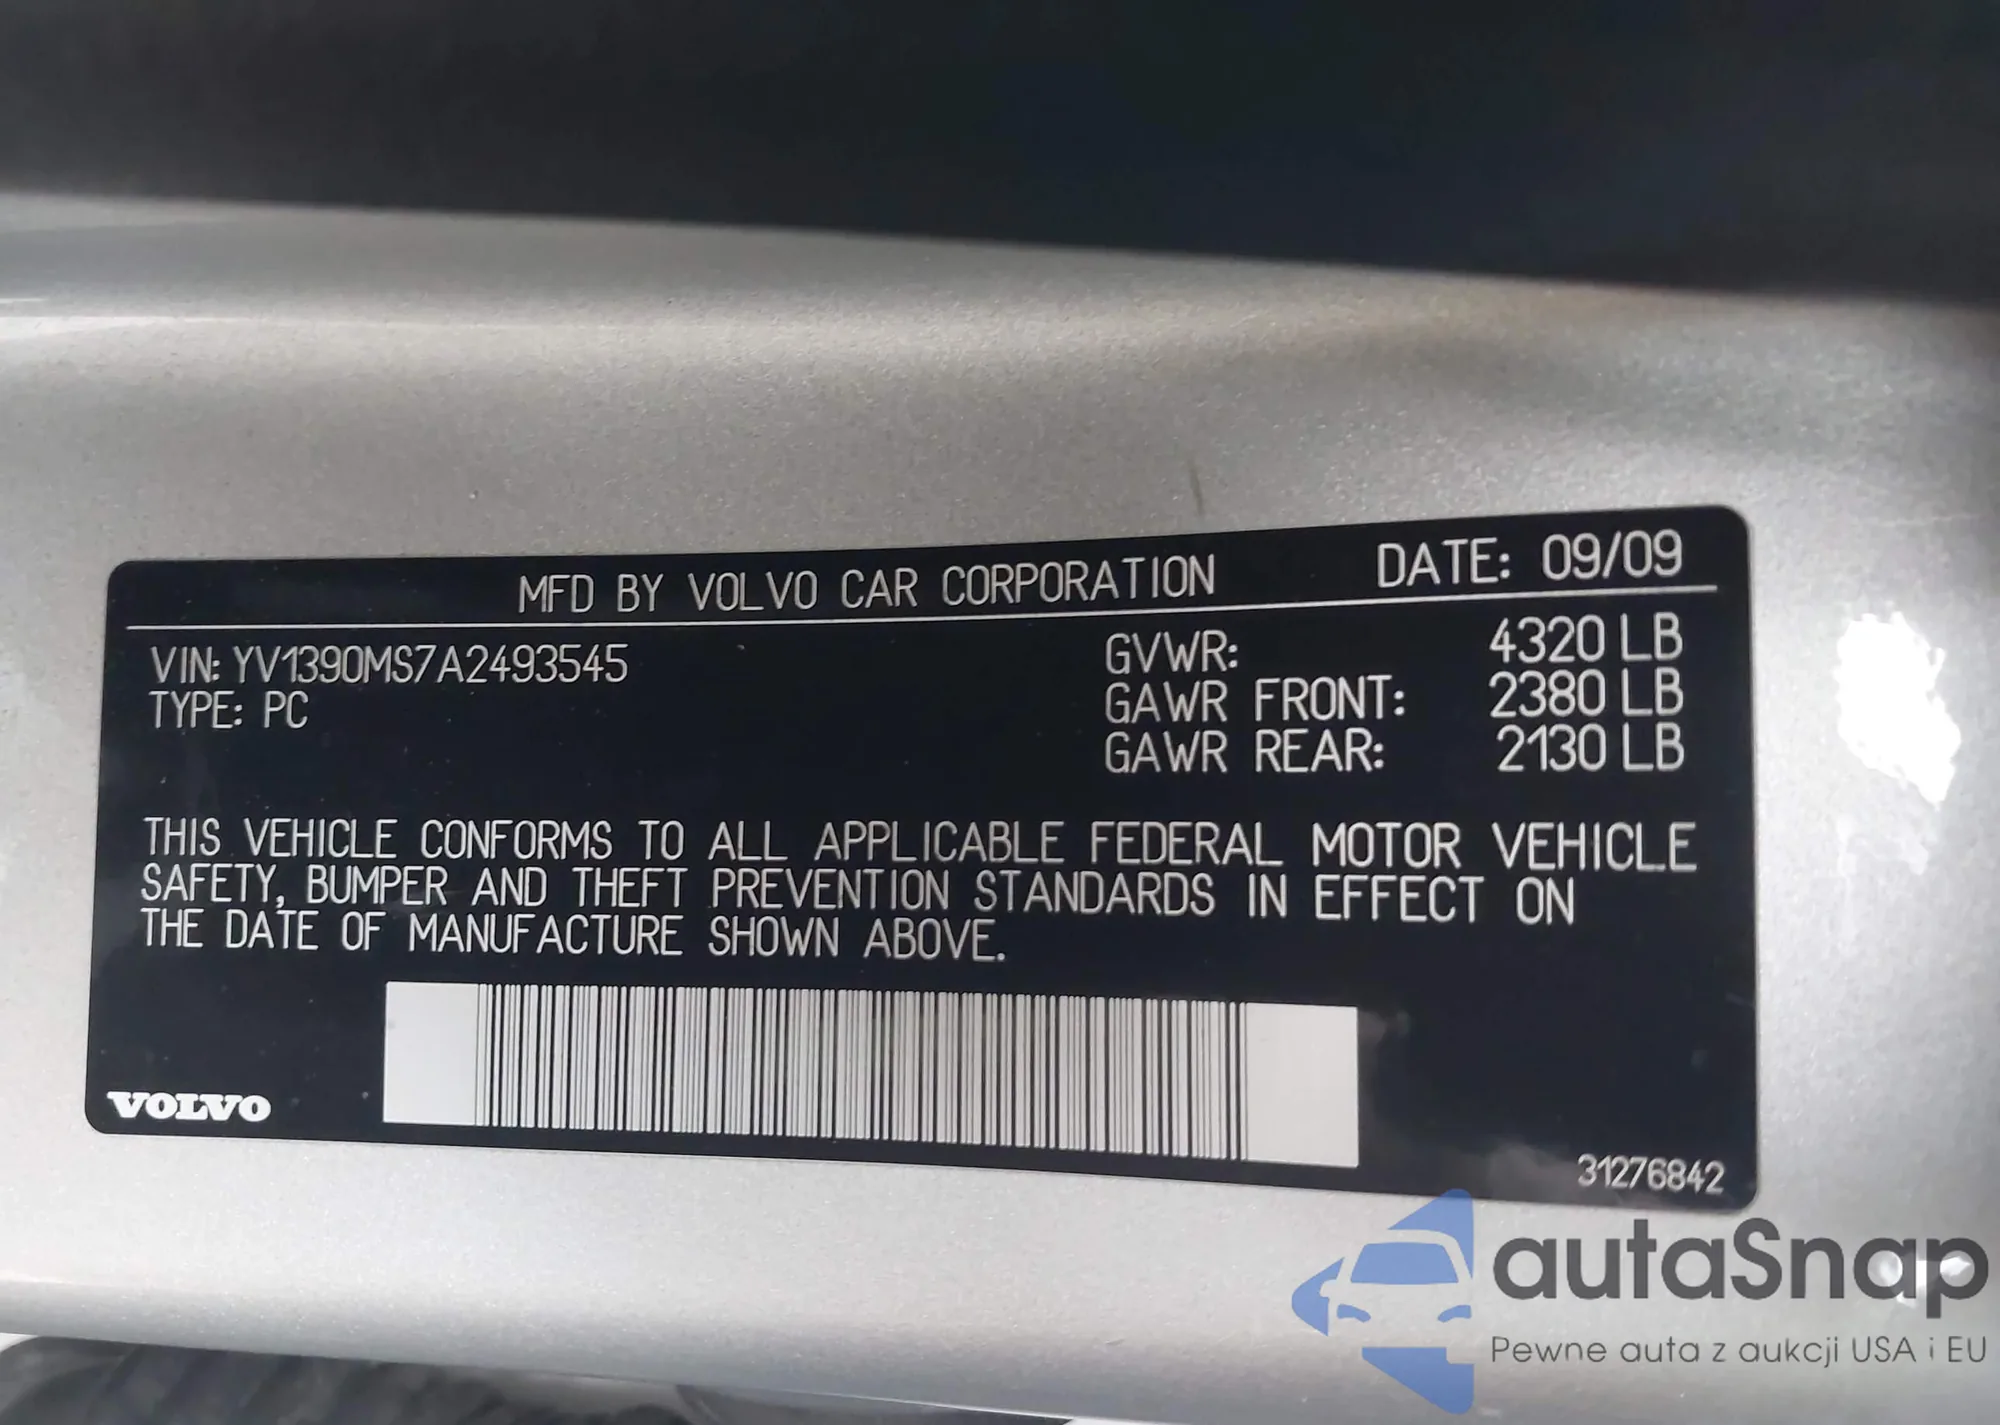 MFD BY VOLVO CAR CORPORATION DATE: 09/09
VIN: YV1390MS7A2493545 GVWR: 4320 LB
TYPE: PC GAWR FRONT: 2380 LB
GAWR REAR: 2130 LB
THIS VEHICLE CONFORMS TO ALL APPLICABLE FEDERAL MOTOR VEHICLE
SAFETY, BUMPER AND THEFT PREVENTION STANDARDS IN EFFECT ON
THE DATE OF MANUFACTURE SHOWN ABOVE.
VOLVO
31276842
autaSnap
Pewne auta z aukcji USA i EU